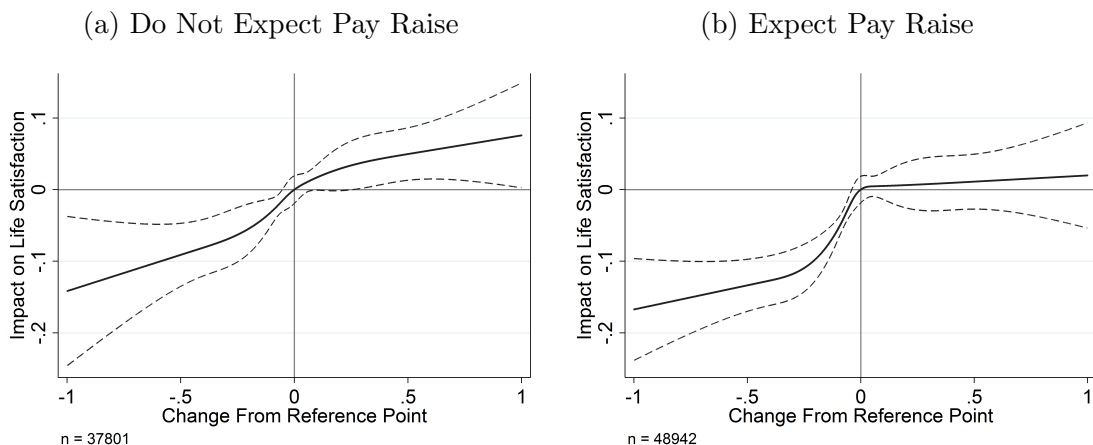 (a) Do Not Expect Pay Raise
Impact on Life Satisfaction
.1
0
-.1
-.2
-1 -.5 0 .5 1
Change From Reference Point
n = 37801
(b) Expect Pay Raise
Impact on Life Satisfaction
.1
0
-.1
-.2
-1 -.5 0 .5 1
Change From Reference Point
n = 48942